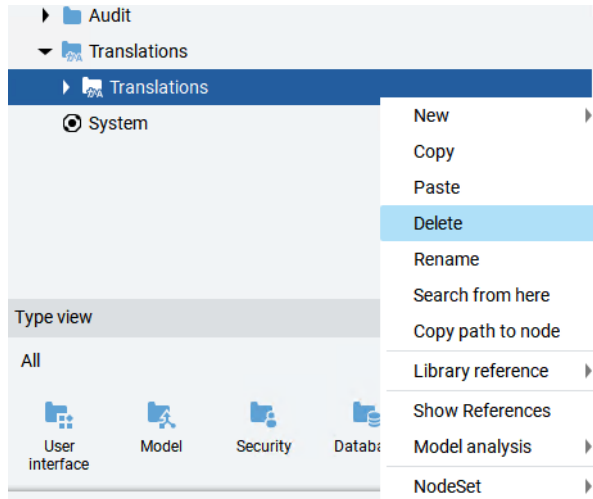 Audit
Translations
Translations
System
New
Copy
Paste
Delete
Rename
Search from here
Copy path to node
Library reference
Show References
Model analysis
NodeSet
Type view
All
User
interface
Model
Security
Databa